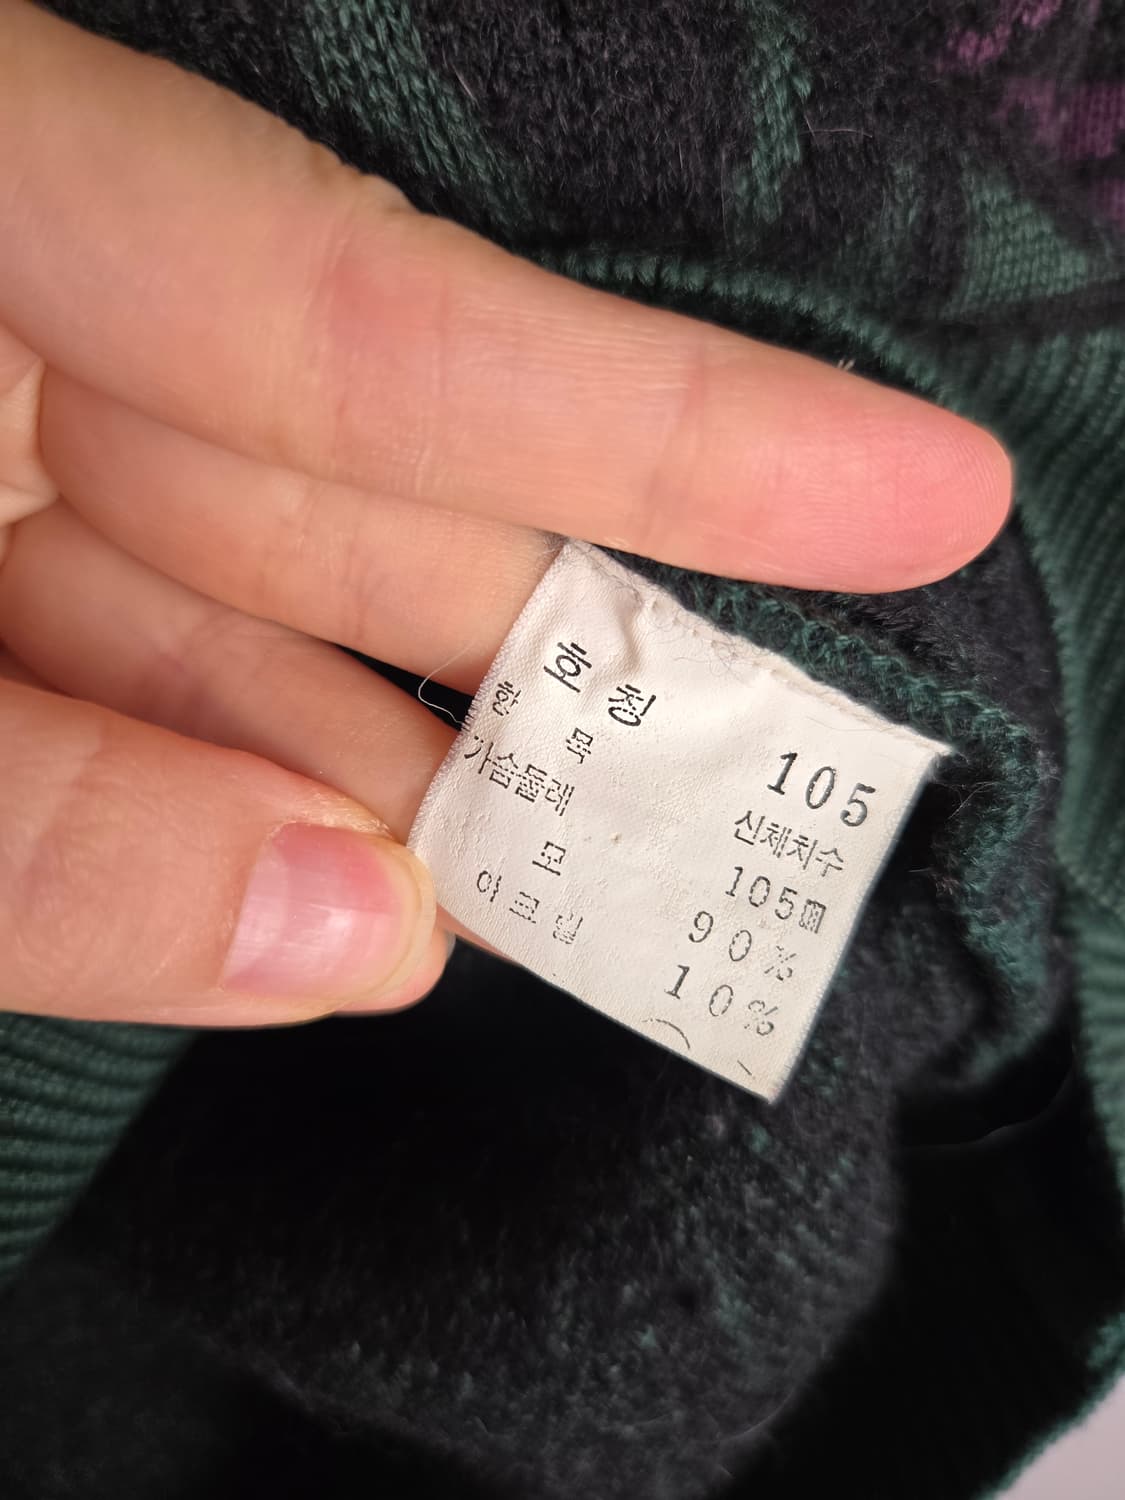 호 칭 105
항 목 신체치수
가슴둘레 105㎝
모 90%
아크릴 10%